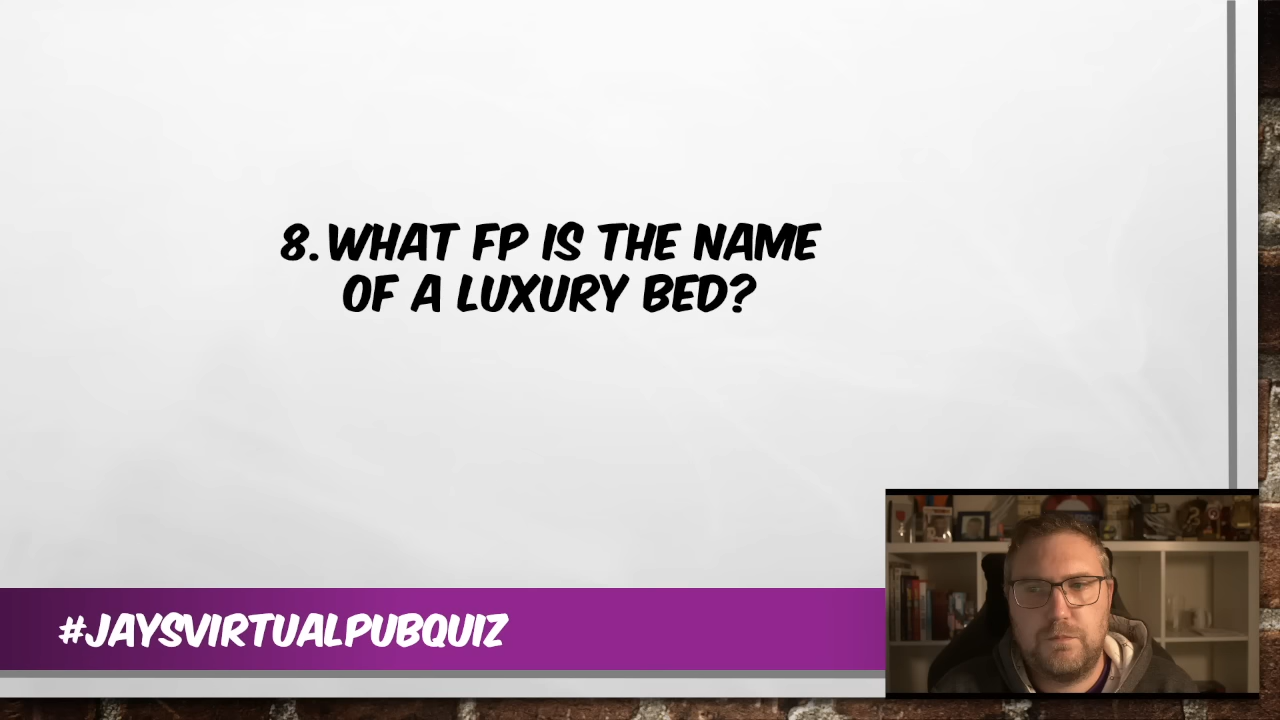 8. WHAT FP IS THE NAME
OF A LUXURY BED?
#JAYSVIRTUALPUBQUIZ